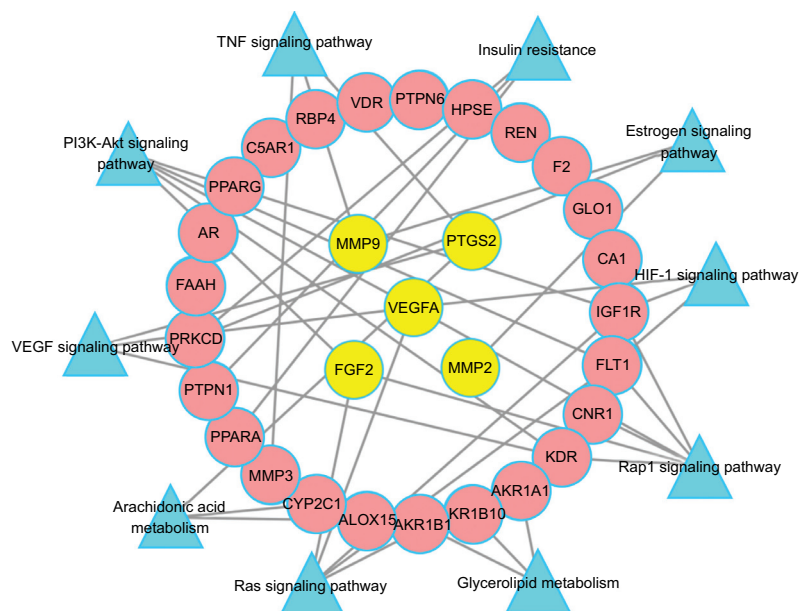 TNF signaling pathway
Insulin resistance
PI3K-Akt signaling
pathway
Estrogen signaling
pathway
VDR
PTPN6
HPSE
RBP4
REN
C5AR1
F2
PPARG
GLO1
AR
MMP9
PTGS2
CA1
HIF-1 signaling pathway
FAAH
VEGFA
IGF1R
VEGF signaling pathway
PRKCD
FGF2
MMP2
FLT1
PTPN1
CNR1
PPARA
KDR
Rap1 signaling pathway
MMP3
AKR1A1
Arachidonic acid
metabolism
CYP2C1
ALOX15
AKR1B1
KR1B10
Ras signaling pathway
Glycerolipid metabolism